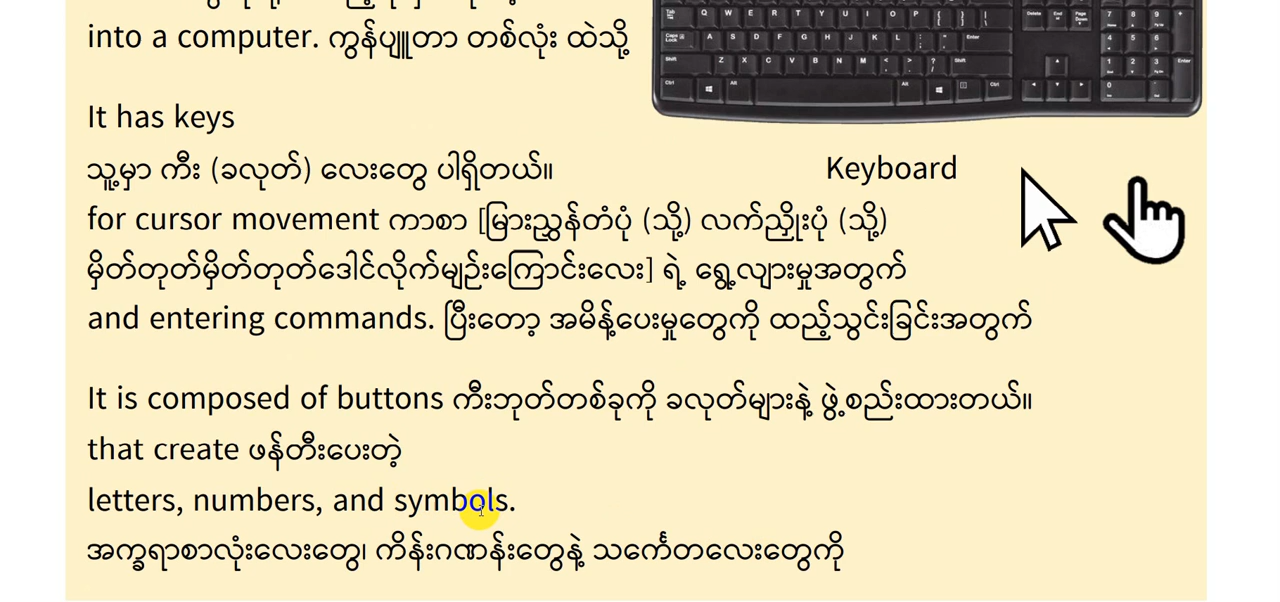 into a computer. ကွန်ပျူတာ တစ်လုံး ထဲသို့
It has keys
သူ့မှာ ကီး (ခလုတ်) လေးတွေ ပါရှိတယ်။
Keyboard
for cursor movement ကာစာ [မြားညွှန်တံပုံ (သို့) လက်ညှိုးပုံ (သို့)
မှိတ်တုတ်မှိတ်တုတ်ဒေါင်လိုက်မျဉ်းကြောင်းလေး] ရဲ့ ရွေ့လျားမှုအတွက်
and entering commands. ပြီးတော့ အမိန့်ပေးမှုတွေကို ထည့်သွင်းခြင်းအတွက်
It is composed of buttons ကီးဘုတ်တစ်ခုကို ခလုတ်များနဲ့ ဖွဲ့စည်းထားတယ်။
that create ဖန်တီးပေးတဲ့
letters, numbers, and symbols.
အက္ခရာစာလုံးလေးတွေ၊ ကိန်းဂဏန်းတွေနဲ့ သင်္ကေတလေးတွေကို